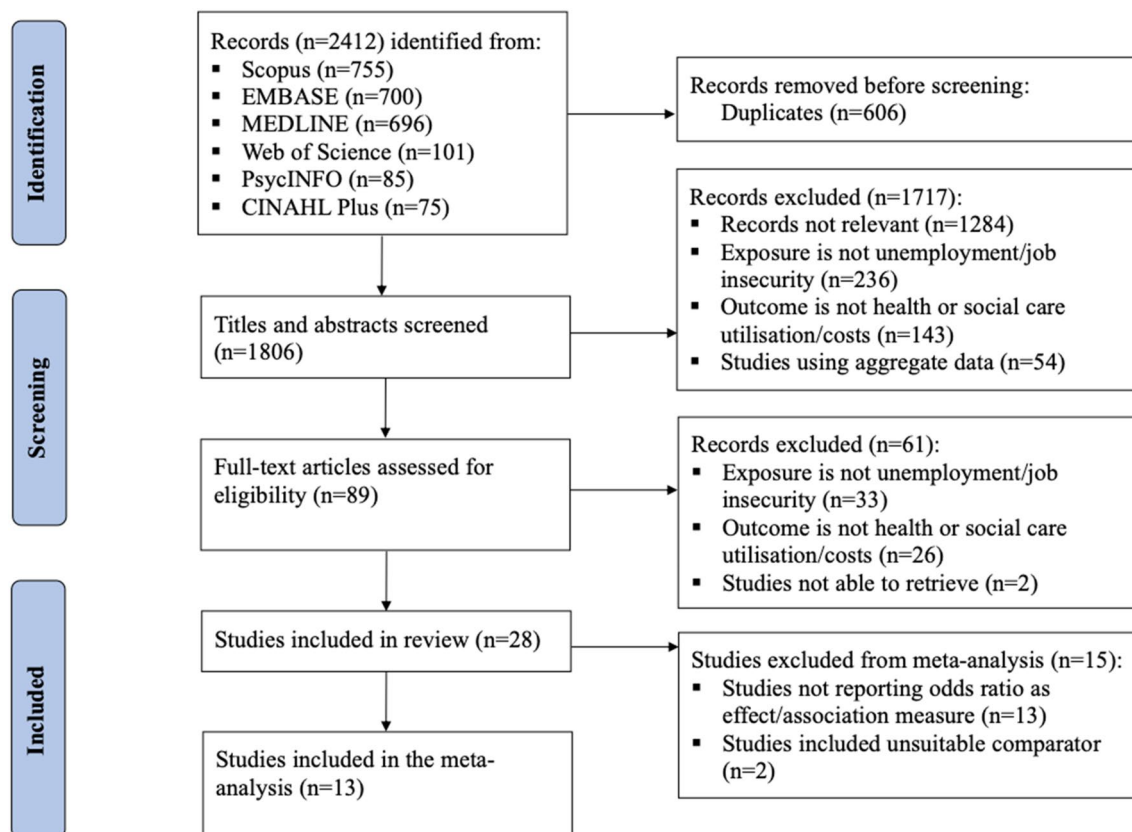 Identification
Records (n=2412) identified from:
▪ Scopus (n=755)
▪ EMBASE (n=700)
▪ MEDLINE (n=696)
▪ Web of Science (n=101)
▪ PsycINFO (n=85)
▪ CINAHL Plus (n=75)
Records removed before screening:
Duplicates (n=606)
Screening
Titles and abstracts screened
(n=1806)
Records excluded (n=1717):
▪ Records not relevant (n=1284)
▪ Exposure is not unemployment/job
insecurity (n=236)
▪ Outcome is not health or social care
utilisation/costs (n=143)
▪ Studies using aggregate data (n=54)
Full-text articles assessed for
eligibility (n=89)
Records excluded (n=61):
▪ Exposure is not unemployment/job
insecurity (n=33)
▪ Outcome is not health or social care
utilisation/costs (n=26)
▪ Studies not able to retrieve (n=2)
Included
Studies included in review (n=28)
Studies excluded from meta-analysis (n=15):
▪ Studies not reporting odds ratio as
effect/association measure (n=13)
▪ Studies included unsuitable comparator
(n=2)
Studies included in the meta-
analysis (n=13)